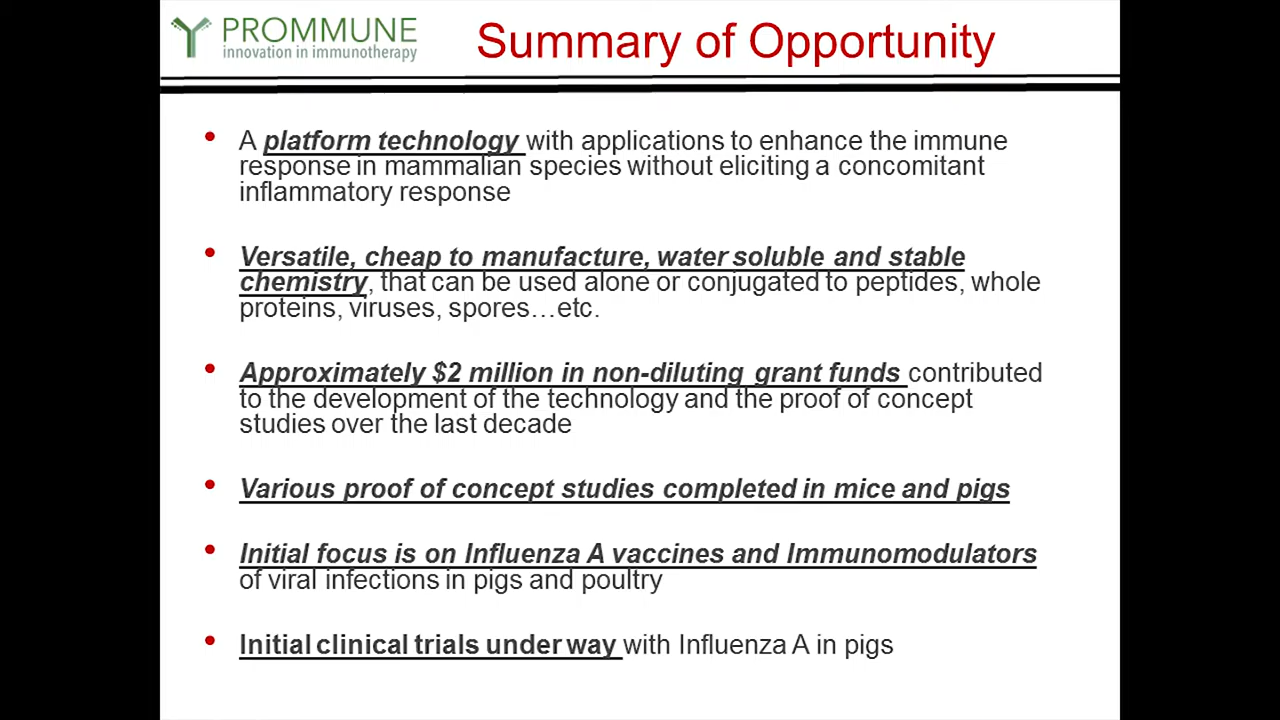 PROMMUNE
innovation in immunotherapy
Summary of Opportunity
• A platform technology with applications to enhance the immune
response in mammalian species without eliciting a concomitant
inflammatory response
• Versatile, cheap to manufacture, water soluble and stable
chemistry, that can be used alone or conjugated to peptides, whole
proteins, viruses, spores…etc.
• Approximately $2 million in non-diluting grant funds contributed
to the development of the technology and the proof of concept
studies over the last decade
• Various proof of concept studies completed in mice and pigs
• Initial focus is on Influenza A vaccines and Immunomodulators
of viral infections in pigs and poultry
• Initial clinical trials under way with Influenza A in pigs